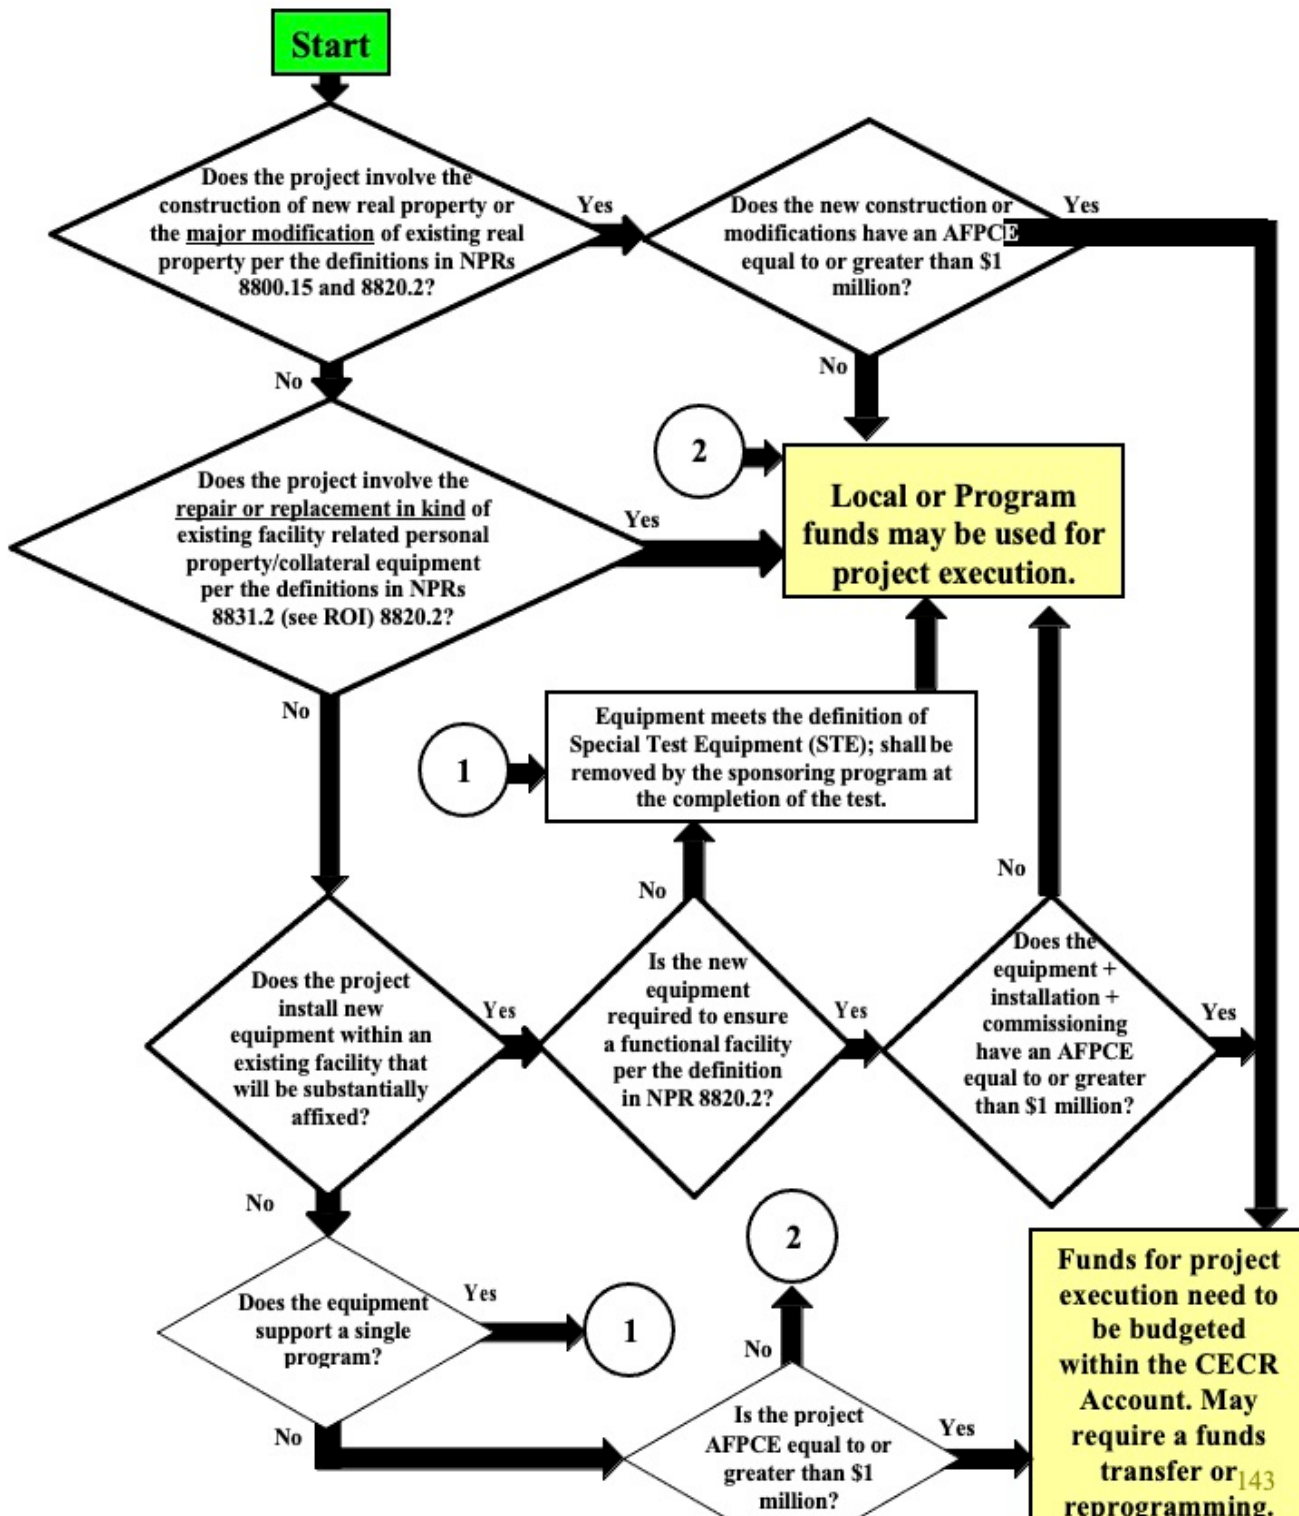 Start
Does the project involve the
construction of new real property or
the major modification of existing real
property per the definitions in NPRs
8800.15 and 8820.2?
Yes
Does the new construction or
modifications have an AFPCE
equal to or greater than $1
million?
Yes
No
No
2
Local or Program
funds may be used for
project execution.
Does the project involve the
repair or replacement in kind of
existing facility related personal
property/collateral equipment
per the definitions in NPRs
8831.2 (see ROI) 8820.2?
Yes
No
1
Equipment meets the definition of
Special Test Equipment (STE); shall be
removed by the sponsoring program at
the completion of the test.
No
No
Does the project
install new
equipment within an
existing facility that
will be substantially
affixed?
Yes
Is the new
equipment
required to ensure
a functional facility
per the definition
in NPR 8820.2?
Yes
Does the
equipment +
installation +
commissioning
have an AFPCE
equal to or greater
than $1 million?
Yes
No
Does the equipment
support a single
program?
Yes
1
No
2
No
Is the project
AFPCE equal to or
greater than $1
million?
Yes
Funds for project
execution need to
be budgeted
within the CECR
Account. May
require a funds
transfer or
reprogramming.
143